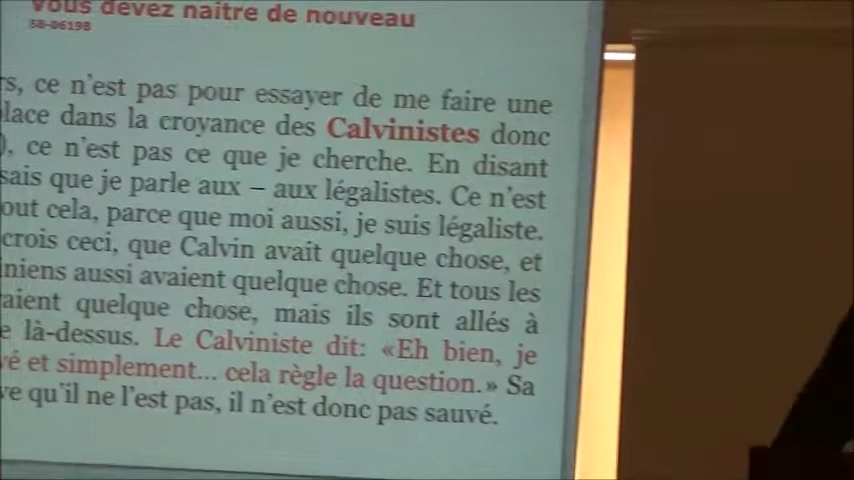 Vous devez naître de nouveau
58-0619B
rs, ce n'est pas pour essayer de me faire une
lace dans la croyance des Calvinistes donc
), ce n'est pas ce que je cherche. En disant
sais que je parle aux – aux légalistes. Ce n'est
out cela, parce que moi aussi, je suis légaliste.
crois ceci, que Calvin avait quelque chose, et
iniens aussi avaient quelque chose. Et tous les
aient quelque chose, mais ils sont allés à
e là-dessus. Le Calviniste dit: «Eh bien, je
vé et simplement... cela règle la question.» Sa
ve qu'il ne l'est pas, il n'est donc pas sauvé.